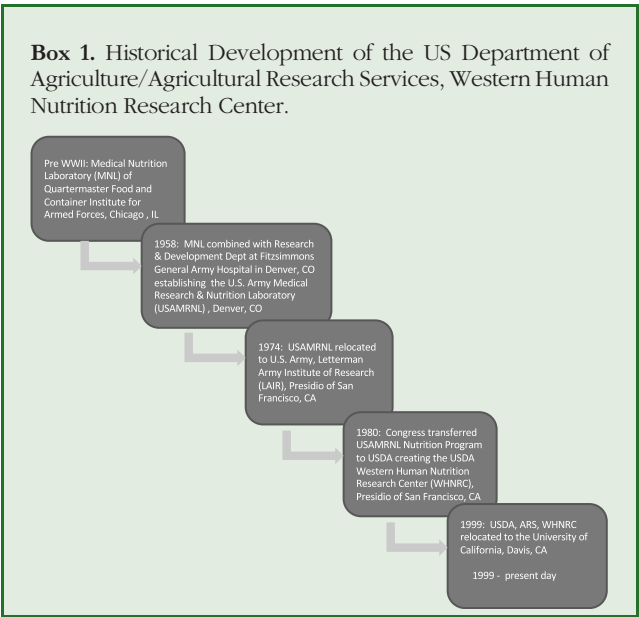 Box 1. Historical Development of the US Department of
Agriculture/Agricultural Research Services, Western Human
Nutrition Research Center.
Pre WWII: Medical Nutrition
Laboratory (MNL) of
Quartermaster Food and
Container Institute for
Armed Forces, Chicago , IL
1958: MNL combined with Research
& Development Dept at Fitzsimmons
General Army Hospital in Denver, CO
establishing the U.S. Army Medical
Research & Nutrition Laboratory
(USAMRNL) , Denver, CO
1974: USAMRNL relocated
to U.S. Army, Letterman
Army Institute of Research
(LAIR), Presidio of San
Francisco, CA
1980: Congress transferred
USAMRNL Nutrition Program
to USDA creating the USDA
Western Human Nutrition
Research Center (WHNRC),
Presidio of San Francisco, CA
1999: USDA, ARS, WHNRC
relocated to the University of
California, Davis, CA
1999 - present day